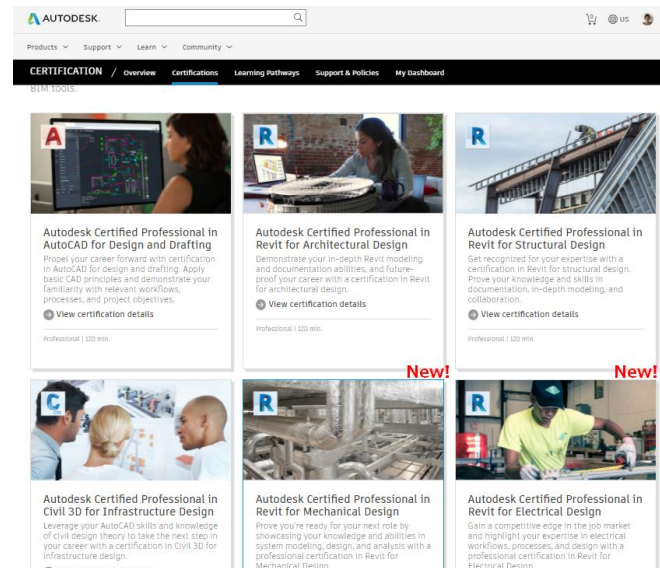 AUTODESK.
0
US
Products Support Learn Community
CERTIFICATION / Overview Certifications Learning Pathways Support & Policies My Dashboard
BIM tools.
A
Autodesk Certified Professional in
AutoCAD for Design and Drafting
Propel your career forward with certification
in AutoCAD for design and drafting. Apply
basic CAD principles and demonstrate your
familiarity with relevant workflows,
processes, and project objectives.
View certification details
Professional | 120 min.
R
Autodesk Certified Professional in
Revit for Architectural Design
Demonstrate your in-depth Revit modeling
and documentation abilities, and future-
proof your career with a certification in Revit
for architectural design.
View certification details
Professional | 120 min.
R
Autodesk Certified Professional in
Revit for Structural Design
Get recognized for your expertise with a
certification in Revit for structural design.
Prove your knowledge and skills in
documentation, in-depth modeling, and
collaboration.
View certification details
Professional | 120 min.
C
Autodesk Certified Professional in
Civil 3D for Infrastructure Design
Leverage your AutoCAD skills and knowledge
of civil design theory to take the next step in
your career with a certification in Civil 3D for
infrastructure design.
New!
R
Autodesk Certified Professional in
Revit for Mechanical Design
Prove you're ready for your next role by
showcasing your knowledge and abilities in
system modeling, design, and analysis with a
professional certification in Revit for
Mechanical Design.
New!
R
Autodesk Certified Professional in
Revit for Electrical Design
Gain a competitive edge in the job market
and highlight your expertise in electrical
workflows, processes, and design with a
professional certification in Revit for
Electrical Design.